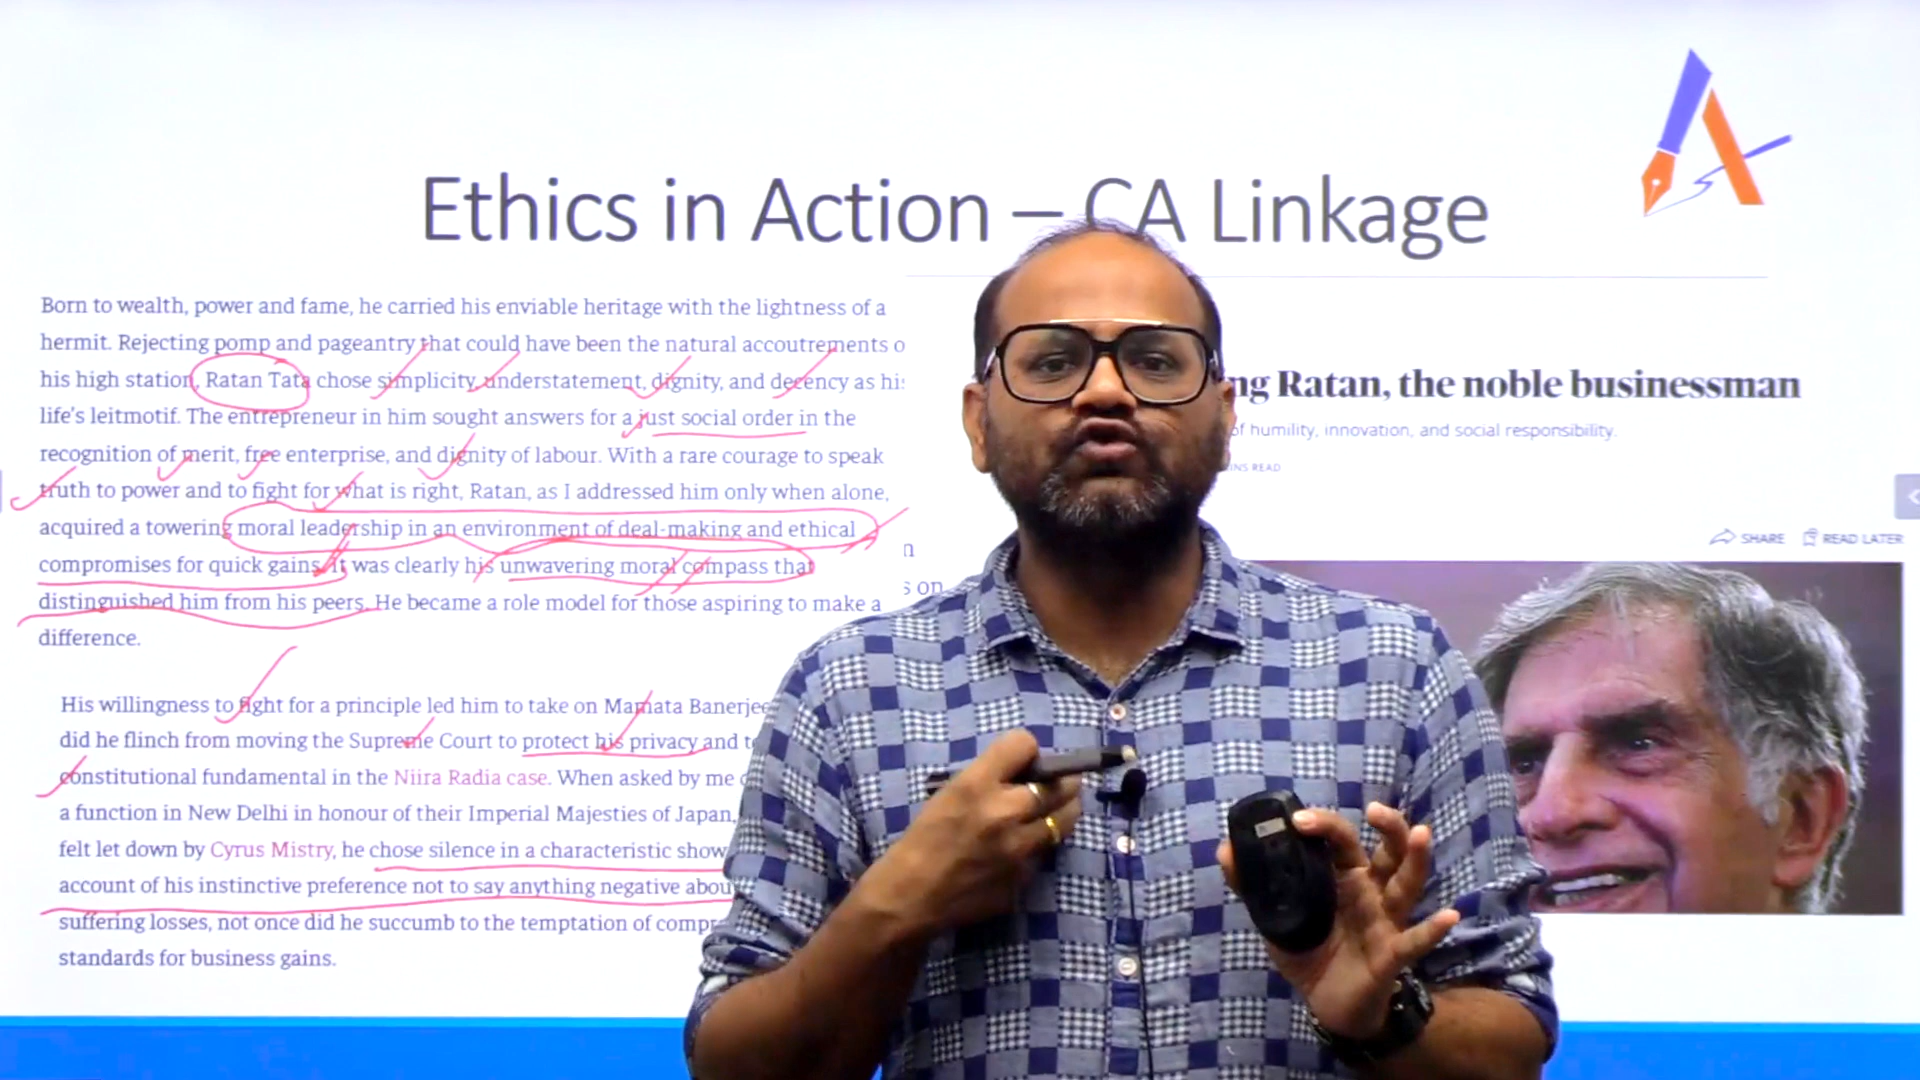 Ethics in Action – CA Linkage
Born to wealth, power and fame, he carried his enviable heritage with the lightness of a
hermit. Rejecting pomp and pageantry that could have been the natural accoutrements o
his high station, Ratan Tata chose simplicity, understatement, dignity, and decency as his
life's leitmotif. The entrepreneur in him sought answers for a just social order in the
recognition of merit, free enterprise, and dignity of labour. With a rare courage to speak
truth to power and to fight for what is right, Ratan, as I addressed him only when alone,
acquired a towering moral leadership in an environment of deal-making and ethical
compromises for quick gains. It was clearly his unwavering moral compass that
distinguished him from his peers. He became a role model for those aspiring to make a
difference.
His willingness to fight for a principle led him to take on Mamata Banerjee
did he flinch from moving the Supreme Court to protect his privacy and t
constitutional fundamental in the Niira Radia case. When asked by me
a function in New Delhi in honour of their Imperial Majesties of Japan,
felt let down by Cyrus Mistry, he chose silence in a characteristic show
account of his instinctive preference not to say anything negative abou
suffering losses, not once did he succumb to the temptation of compr
standards for business gains.
n
s on
ng Ratan, the noble businessman
of humility, innovation, and social responsibility.
INS READ
SHARE READ LATER